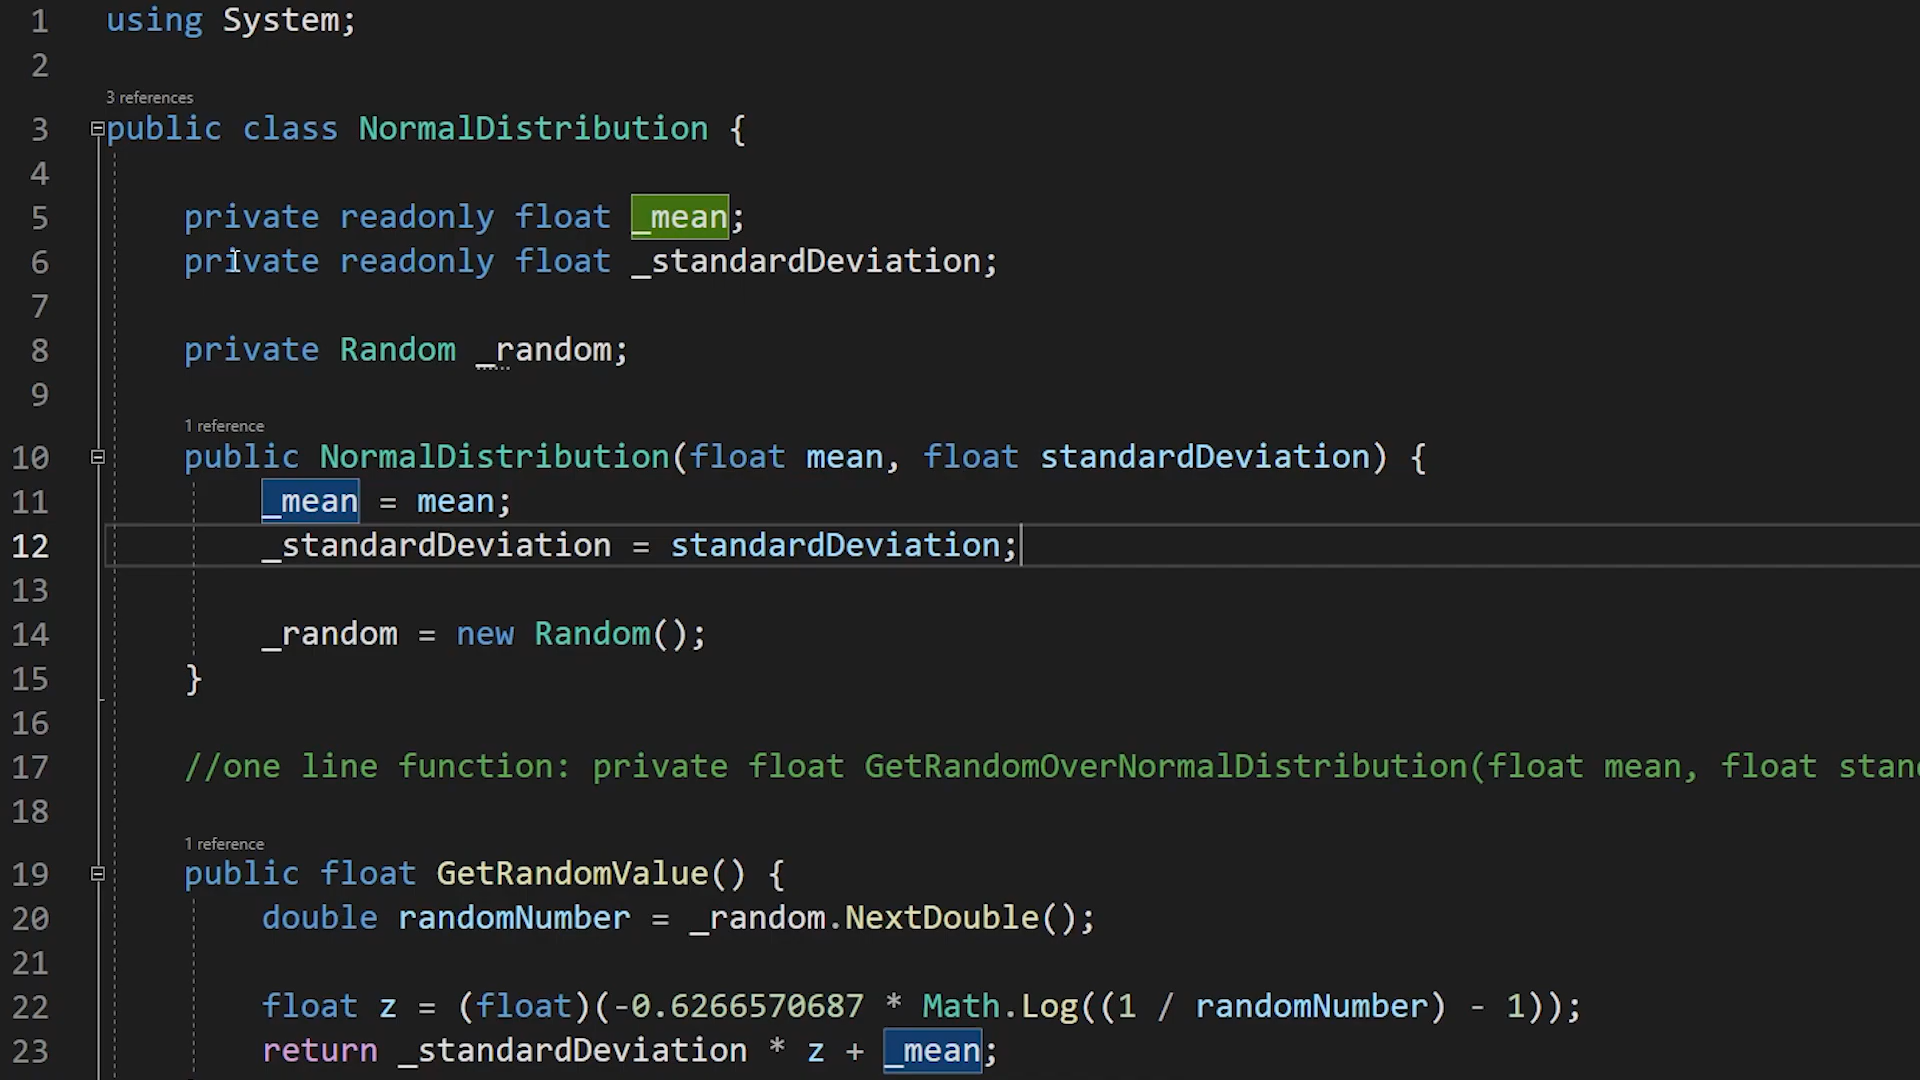 1 using System;
2
3 references
3 public class NormalDistribution {
4
5 private readonly float _mean;
6 private readonly float _standardDeviation;
7
8 private Random _random;
9
1 reference
10 public NormalDistribution(float mean, float standardDeviation) {
11 _mean = mean;
12 _standardDeviation = standardDeviation;
13
14 _random = new Random();
15 }
16
17 //one line function: private float GetRandomOverNormalDistribution(float mean, float stan
18
1 reference
19 public float GetRandomValue() {
20 double randomNumber = _random.NextDouble();
21
22 float z = (float)(-0.6266570687 * Math.Log((1 / randomNumber) - 1));
23 return _standardDeviation * z + _mean;